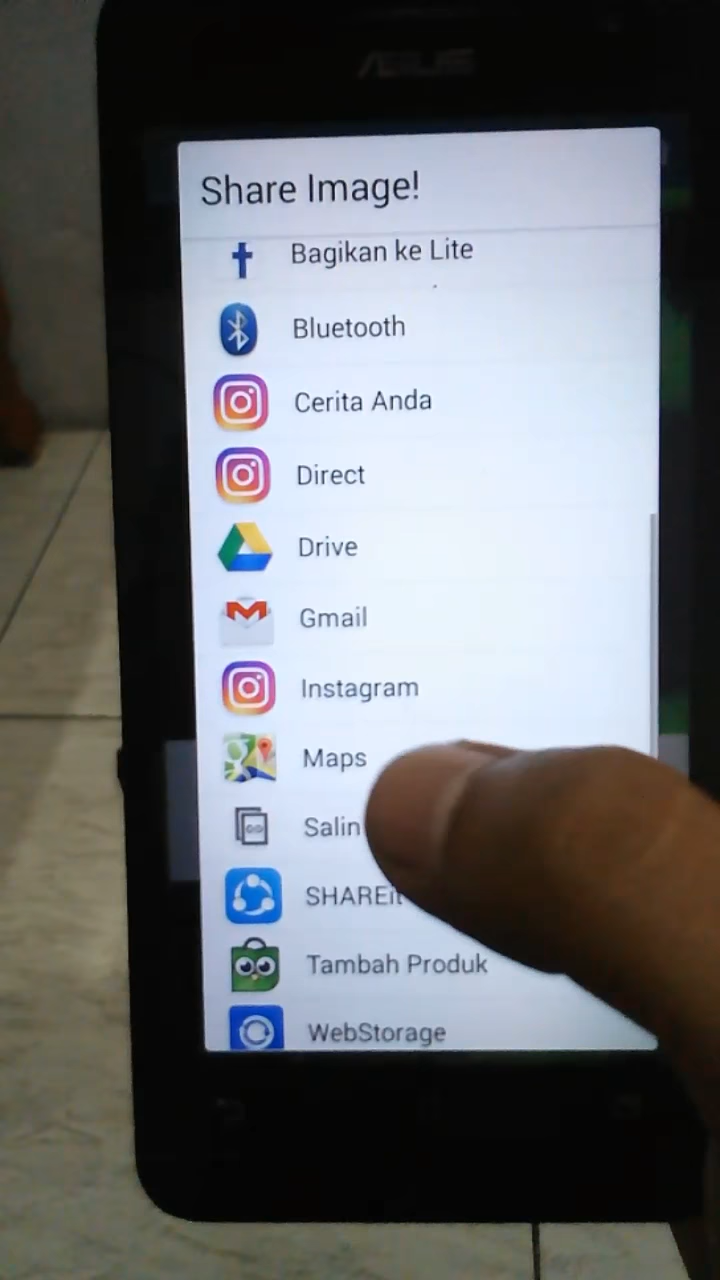 ASUS
Share Image!
Bagikan ke Lite
Bluetooth
Cerita Anda
Direct
Drive
Gmail
Instagram
Maps
Salin
SHAREit
Tambah Produk
WebStorage